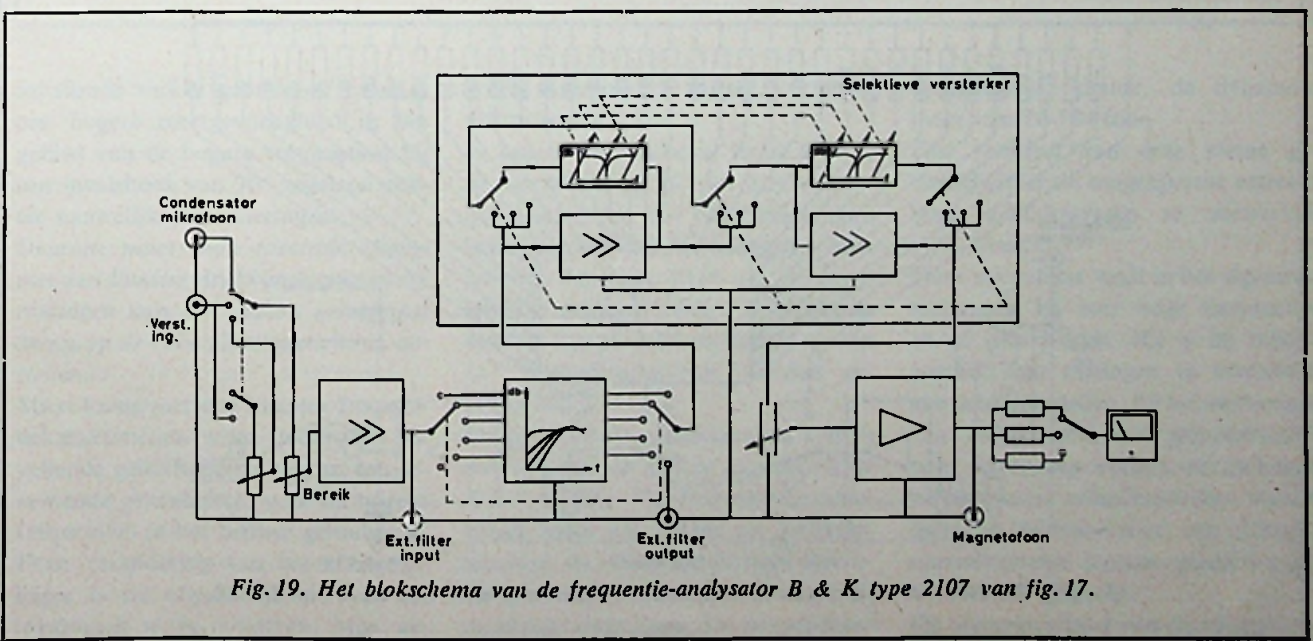 Selektieve versterker
Condensator
mikrofoon
Verst.
ing.
Bereik
db
f
Ext.filter
input
Ext.filter
output
Magnetofoon
Fig. 19. Het blokschema van de frequentie-analysator B & K type 2107 van fig. 17.